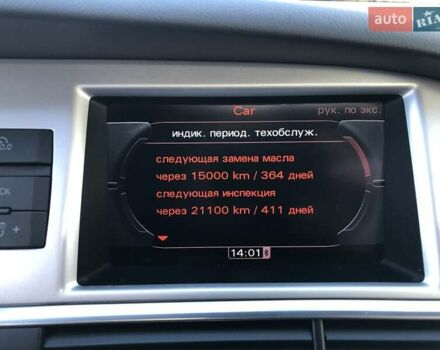 auto RIA
Car рук. по экс.
индик. период. техобслуж.
следующая замена масла
через 15000 km / 364 дней
следующая инспекция
через 21100 km / 411 дней
14:01